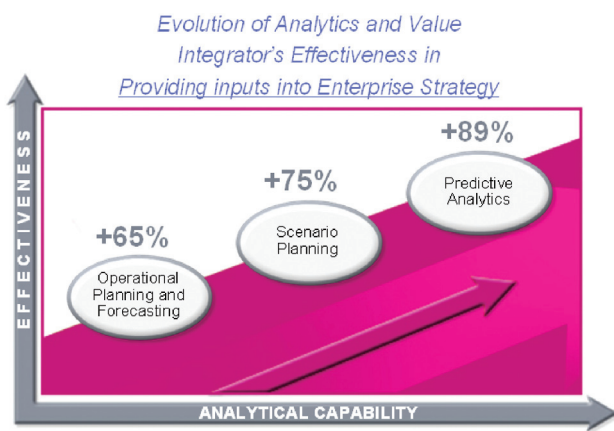 Evolution of Analytics and Value
Integrator's Effectiveness in
Providing inputs into Enterprise Strategy
+89%
Predictive
Analytics
+75%
Scenario
Planning
+65%
Operational
Planning and
Forecasting
EFFECTIVENESS
ANALYTICAL CAPABILITY